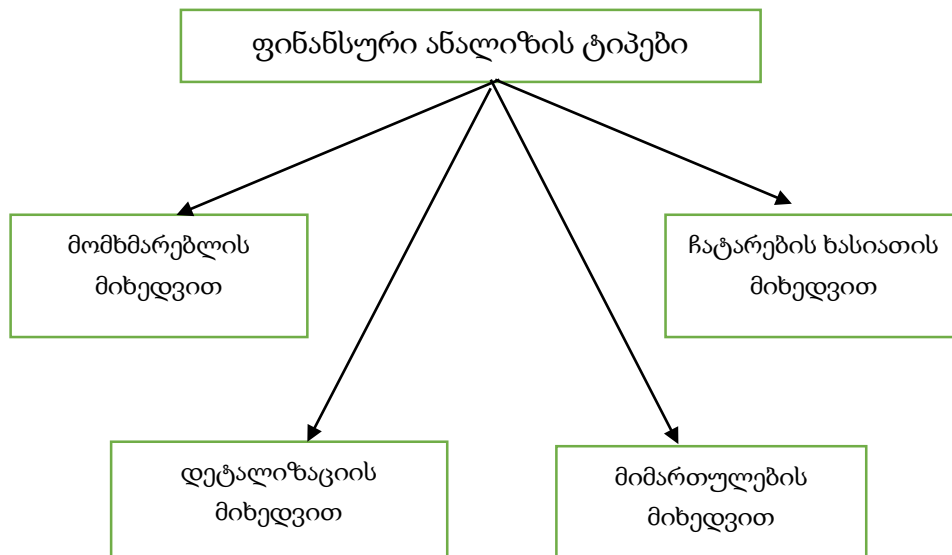 ფინანსური ანალიზის ტიპები
მომხმარებლის
მიხედვით
ჩატარების ხასიათის
მიხედვით
დეტალიზაციის
მიხედვით
მიმართულების
მიხედვით